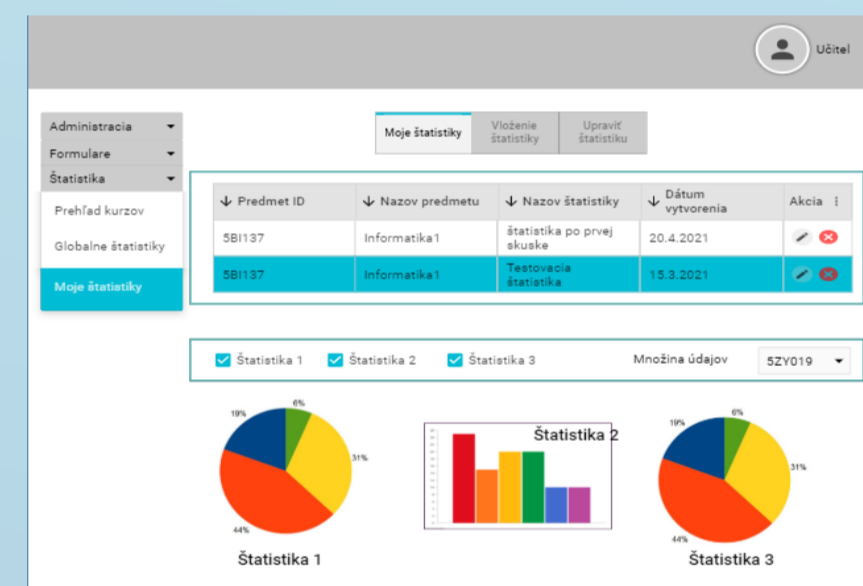 Učitel
Administracia
Formulare
Štatistika
Prehľad kurzov
Globalne štatistiky
Moje štatistiky
Moje štatistiky
Vloženie
štatistiky
Upraviť
štatistiku
Predmet ID
Nazov predmetu
Nazov štatistiky
Dátum
vytvorenia
Akcia
5BI137
Informatika1
štatistika po prvej
skuske
20.4.2021
5BI137
Informatika1
Testovacia
štatistika
15.3.2021
Štatistika 1
Štatistika 2
Štatistika 3
Množina údajov
5ZY019
19%
6%
31%
44%
Štatistika 1
Štatistika 2
19%
6%
31%
44%
Štatistika 3